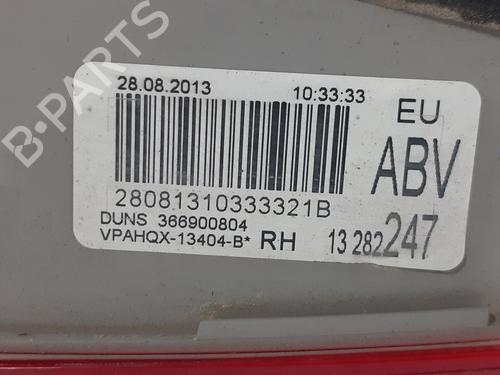 28.08.2013 10:33:33
EU
ABV
28081310333321B
DUNS 366900804
VPAHQX-13404-B* RH 13 282 247
B-PARTS